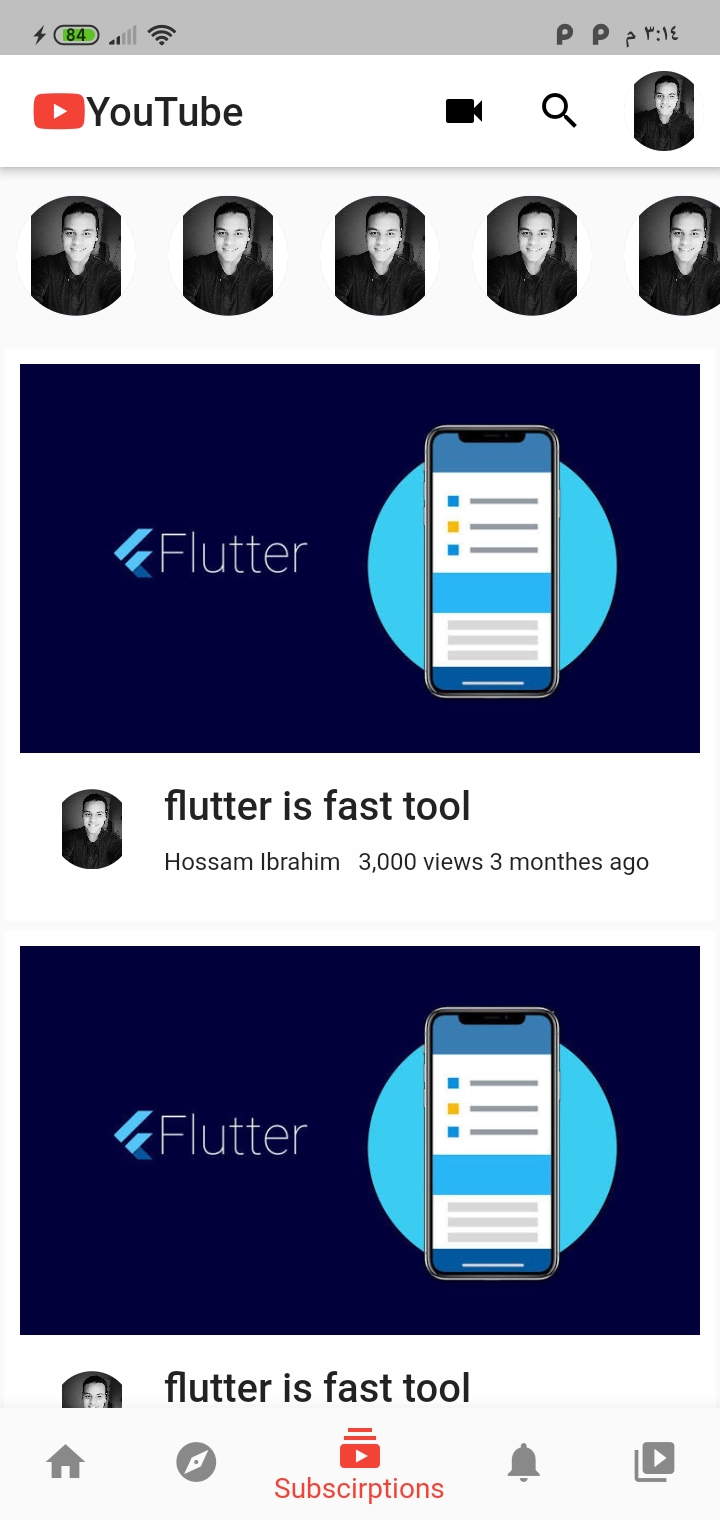 84
م ٣:١٤
YouTube
Flutter
flutter is fast tool
Hossam Ibrahim 3,000 views 3 monthes ago
Flutter
flutter is fast tool
Subscirptions